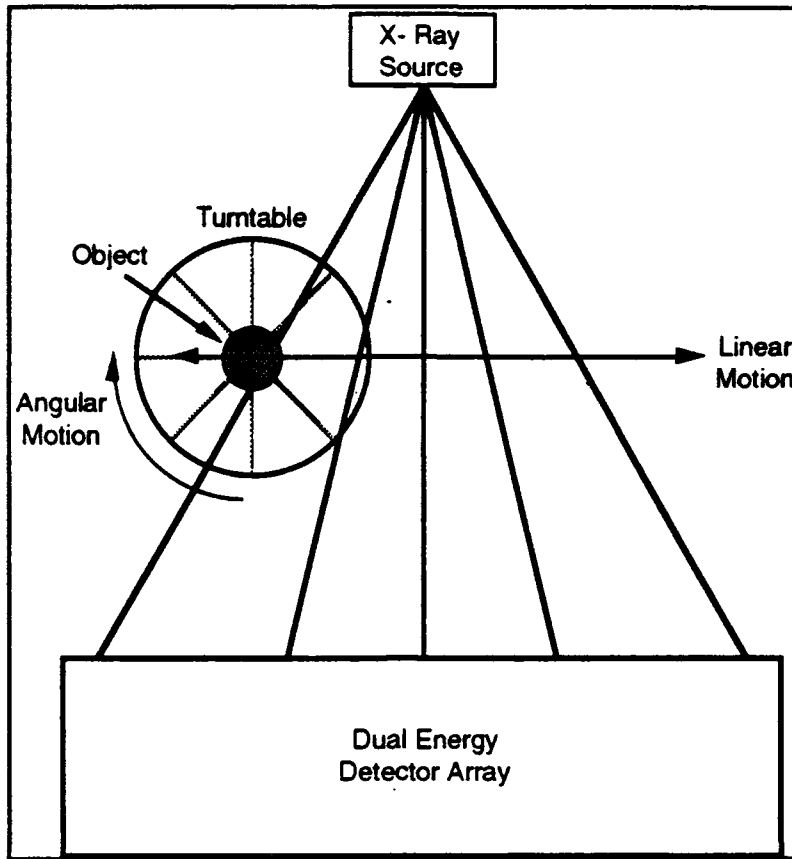 X- Ray
Source
Turntable
Object
Linear
Motion
Angular
Motion
Dual Energy
Detector Array